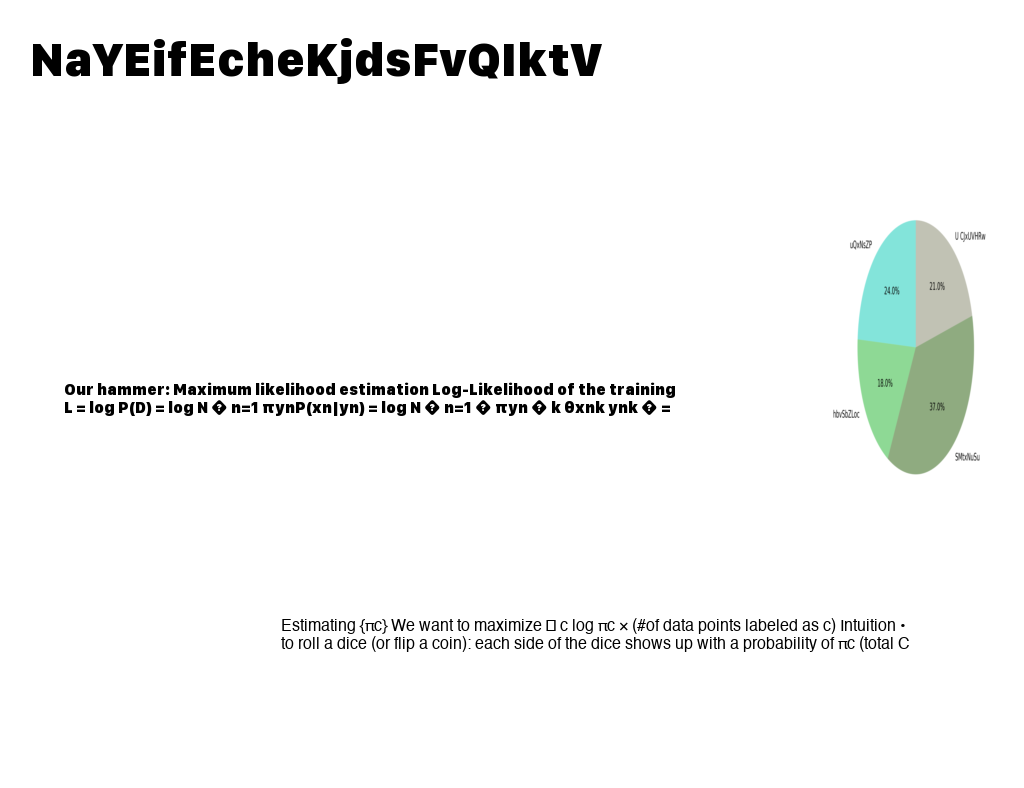 NaYEifEcheKjdsFvQIktV
uQxNsZP
U CJxUVHRw
24.0%
21.0%
18.0%
37.0%
hbvSbZLoc
SMtxNuSu
Our hammer: Maximum likelihood estimation Log-Likelihood of the training
L = log P(D) = log N � n=1 πynP(xn|yn) = log N � n=1 � πyn � k θxnk ynk � =
Estimating {πc} We want to maximize □ c log πc × (#of data points labeled as c) Intuition •
to roll a dice (or flip a coin): each side of the dice shows up with a probability of πc (total C